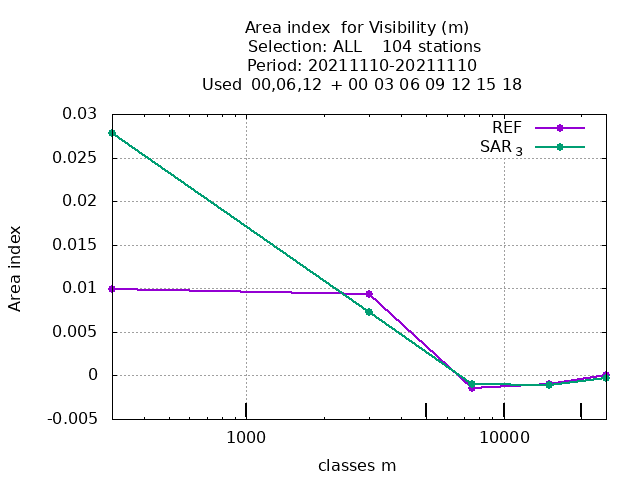 Area index  for Visibility (m)
Selection: ALL    104 stations
Period: 20211110-20211110
Used  00,06,12  + 00 03 06 09 12 15 18
REF
SAR 3
0.03
0.025
0.02
0.015
0.01
0.005
0
-0.005
Area index
1000
10000
classes m